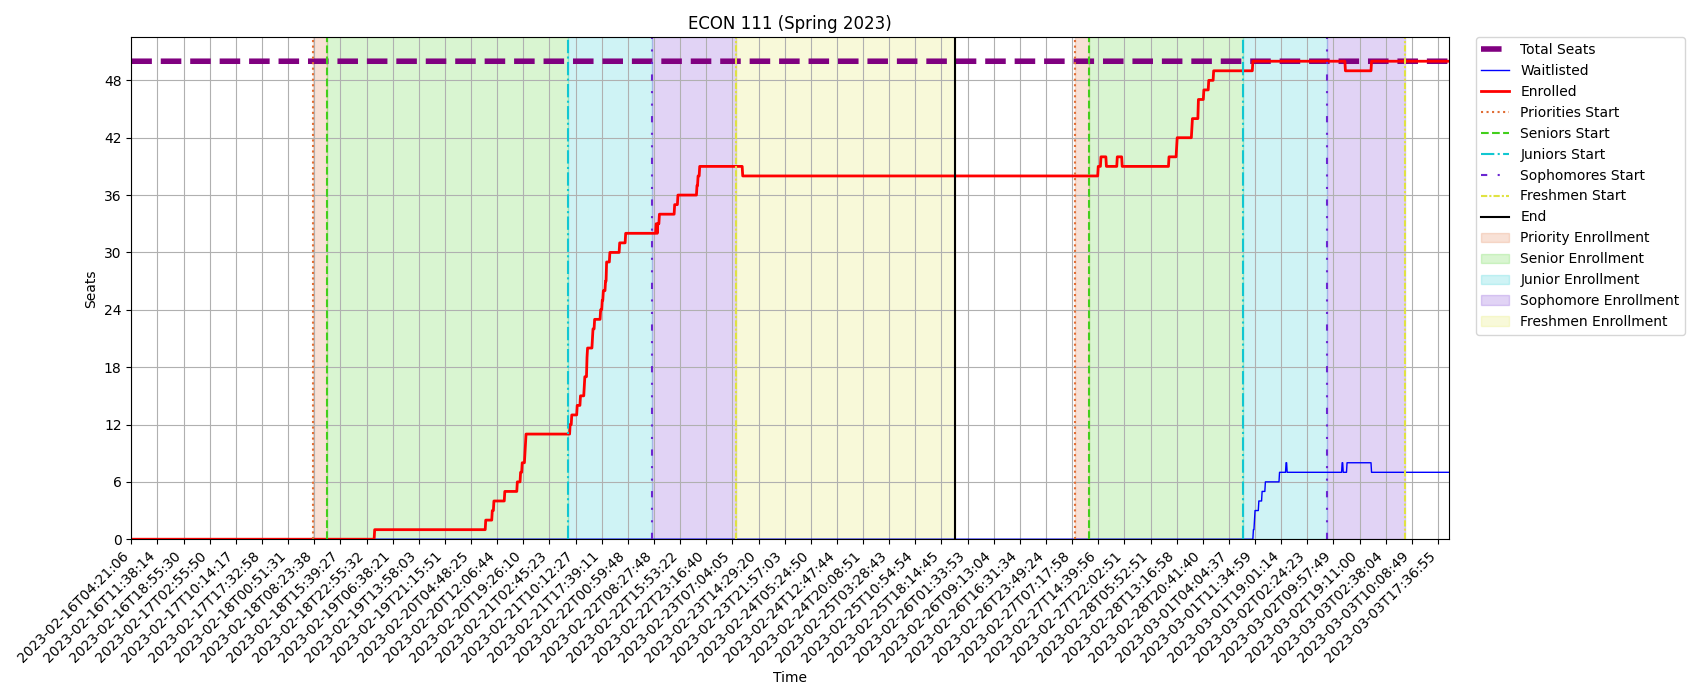 ECON 111 (Spring 2023)
Seats
48
42
36
30
24
18
12
6
0
2023-02-16T04:21:06
2023-02-16T11:38:14
2023-02-16T18:55:30
2023-02-17T02:55:50
2023-02-17T10:14:17
2023-02-17T17:32:58
2023-02-18T00:51:31
2023-02-18T08:23:38
2023-02-18T15:39:27
2023-02-18T22:55:32
2023-02-19T06:38:21
2023-02-19T13:58:03
2023-02-19T21:15:51
2023-02-20T04:48:25
2023-02-20T12:06:44
2023-02-20T19:26:10
2023-02-21T02:45:23
2023-02-21T10:12:27
2023-02-21T17:39:11
2023-02-22T00:59:48
2023-02-22T08:27:48
2023-02-22T15:53:22
2023-02-22T23:16:40
2023-02-23T07:04:05
2023-02-23T14:29:20
2023-02-23T21:57:03
2023-02-24T05:24:50
2023-02-24T12:47:44
2023-02-24T20:08:51
2023-02-25T03:28:43
2023-02-25T10:54:54
2023-02-25T18:14:45
2023-02-26T01:33:53
2023-02-26T09:13:04
2023-02-26T16:31:34
2023-02-26T23:49:24
2023-02-27T07:17:58
2023-02-27T14:39:56
2023-02-27T22:02:51
2023-02-28T05:52:51
2023-02-28T13:16:58
2023-02-28T20:41:40
2023-03-01T04:04:37
2023-03-01T11:34:59
2023-03-01T19:01:14
2023-03-02T02:24:23
2023-03-02T09:57:49
2023-03-02T19:11:00
2023-03-03T02:38:04
2023-03-03T10:08:49
2023-03-03T17:36:55
Time
Total Seats
Waitlisted
Enrolled
Priorities Start
Seniors Start
Juniors Start
Sophomores Start
Freshmen Start
End
Priority Enrollment
Senior Enrollment
Junior Enrollment
Sophomore Enrollment
Freshmen Enrollment